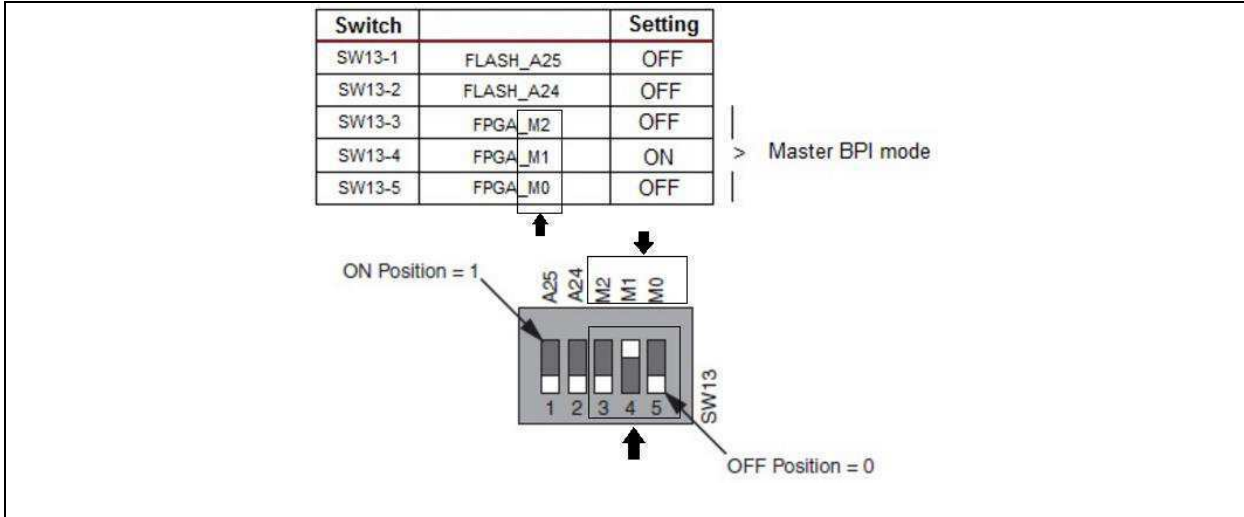 Switch Setting
SW13-1 FLASH_A25 OFF
SW13-2 FLASH_A24 OFF
SW13-3 FPGA_M2 OFF
SW13-4 FPGA_M1 ON > Master BPI mode
SW13-5 FPGA_M0 OFF
ON Position = 1
A25 A24 M2 M1 M0
1 2 3 4 5
SW13
OFF Position = 0